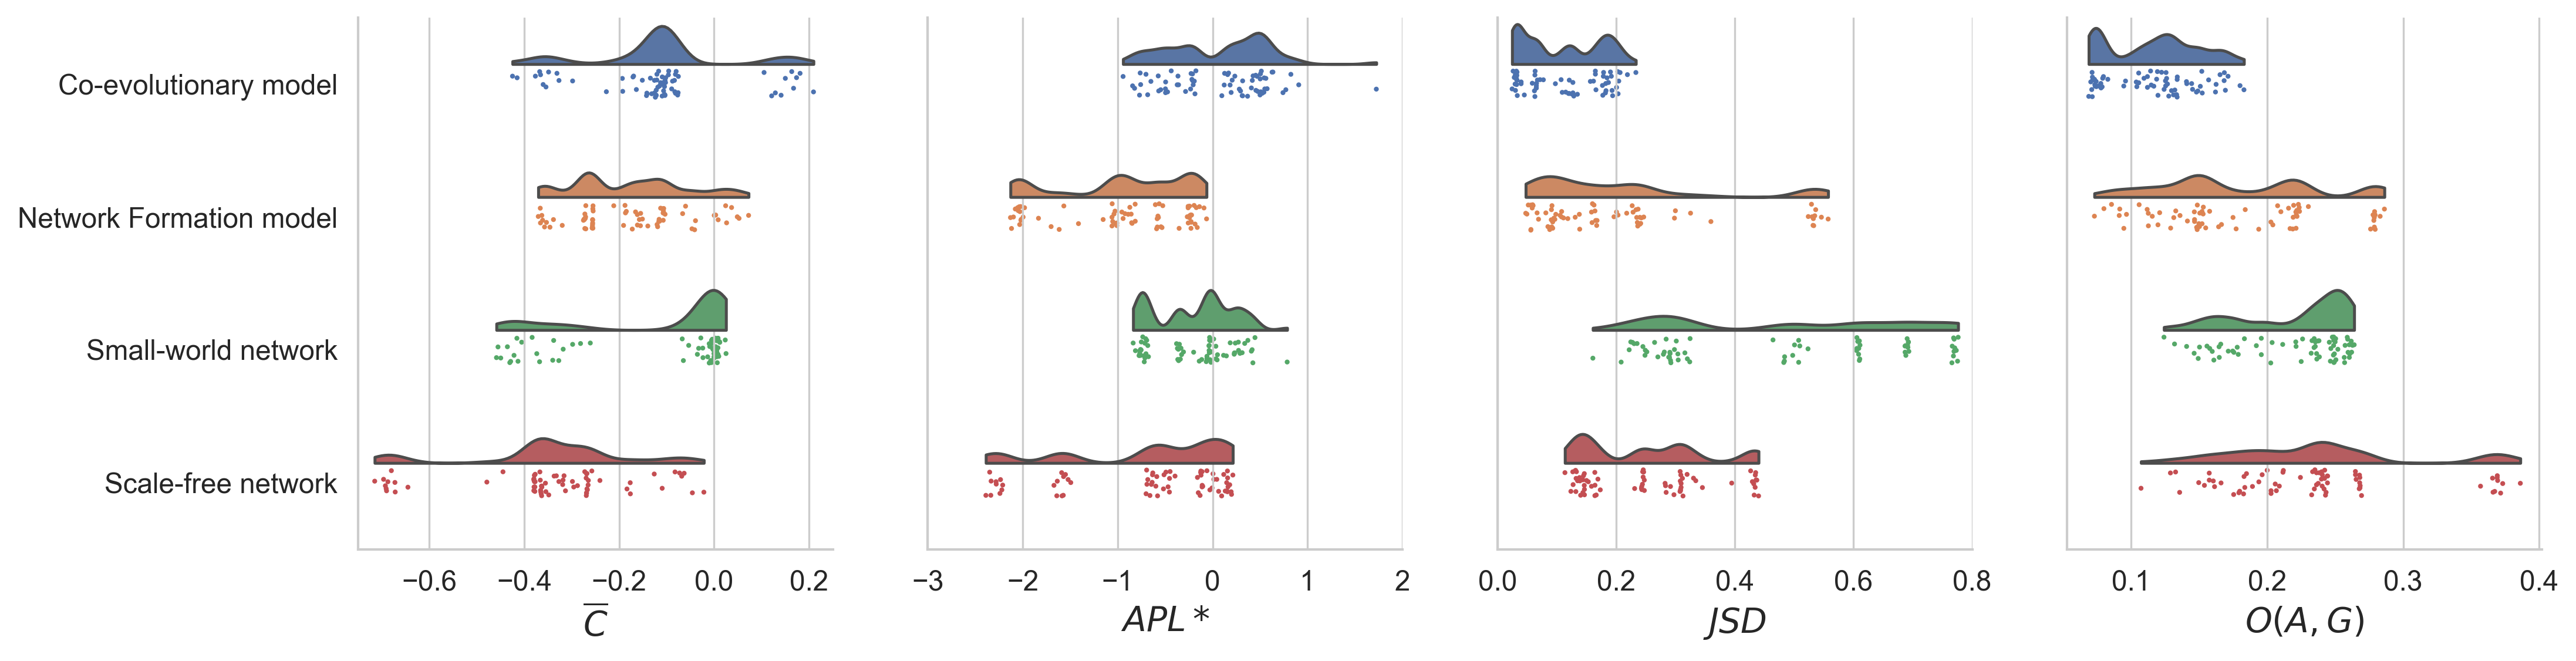 Co-evolutionary model
Network Formation model
Small-world network
Scale-free network
−0.6 −0.4 −0.2 0.0 0.2
C̅
−3 −2 −1 0 1 2
APL*
0.0 0.2 0.4 0.6 0.8
JSD
0.1 0.2 0.3 0.4
O(A, G)